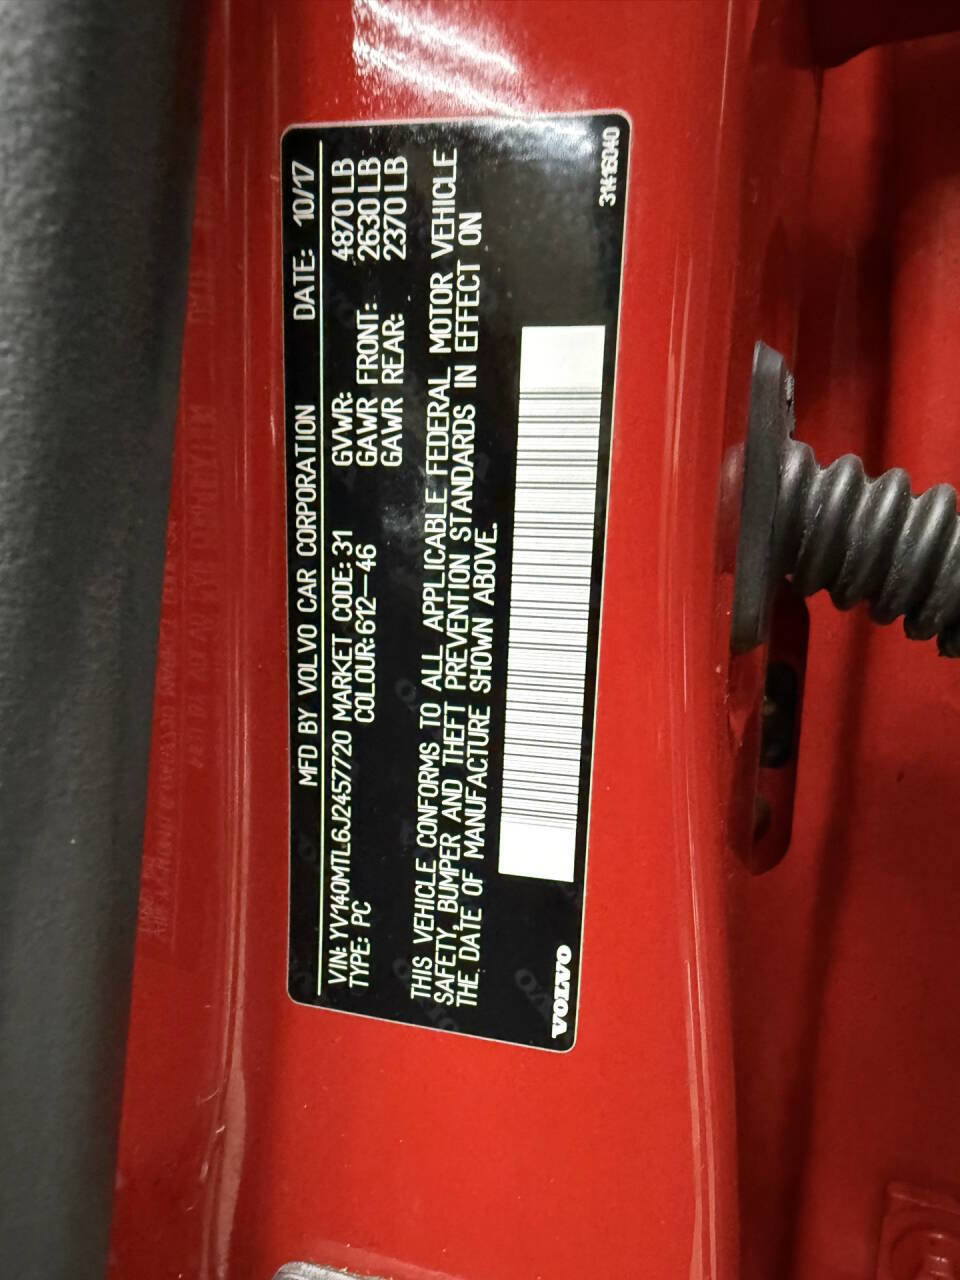 MFD BY VOLVO CAR CORPORATION DATE: 10/17
VIN: YV140MTL6J2457720 MARKET CODE: 31 GVWR: 4870 LB
TYPE: PC COLOUR: 612--46 GAWR FRONT: 2630 LB
GAWR REAR: 2370 LB
THIS VEHICLE CONFORMS TO ALL APPLICABLE FEDERAL MOTOR VEHICLE
SAFETY, BUMPER AND THEFT PREVENTION STANDARDS IN EFFECT ON
THE DATE OF MANUFACTURE SHOWN ABOVE.
VOLVO
31416040